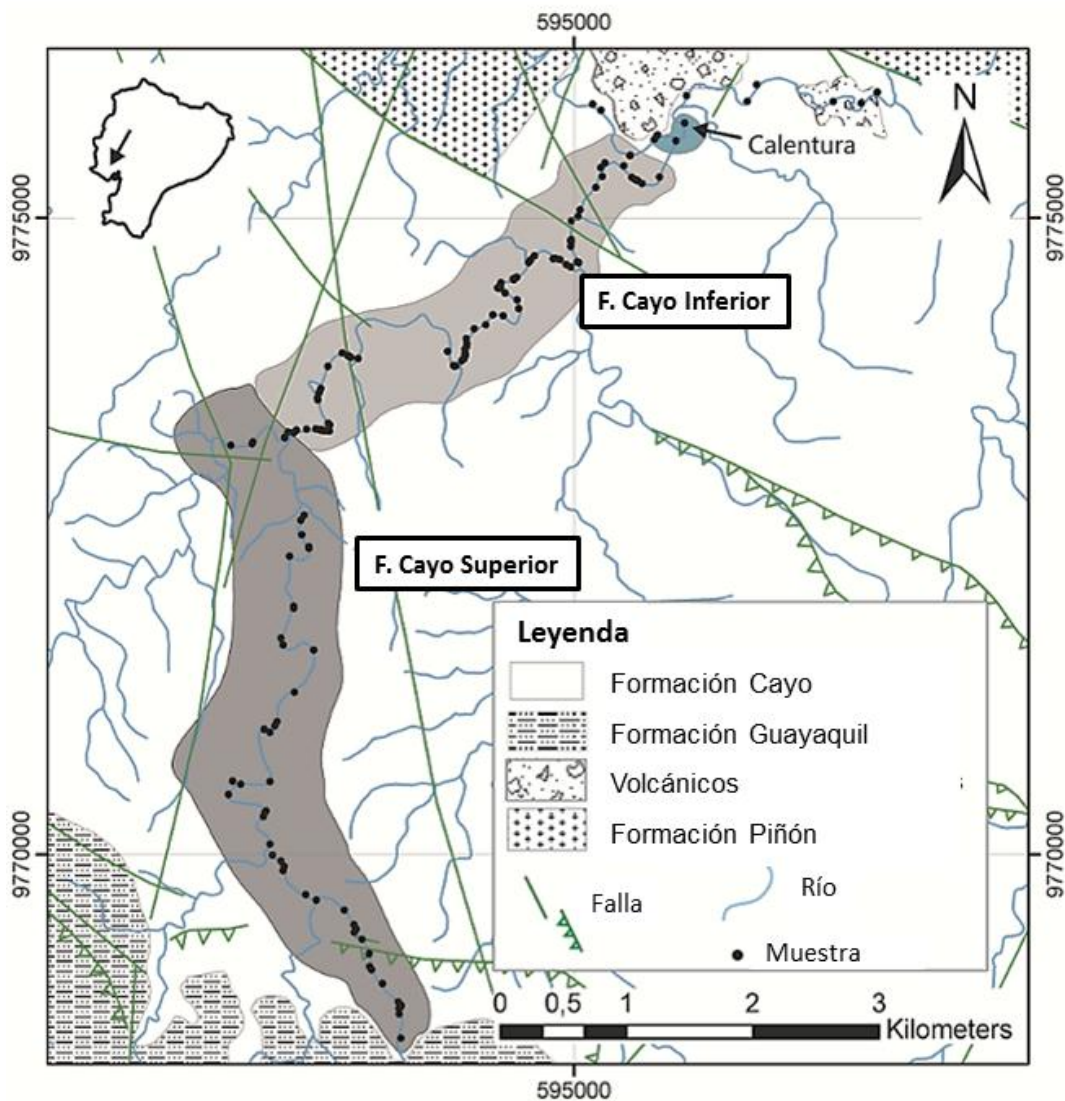 595000
N
Calentura
9775000
9775000
F. Cayo Inferior
F. Cayo Superior
Leyenda
Formación Cayo
Formación Guayaquil
Volcánicos
Formación Piñón
Falla
Río
Muestra
9770000
9770000
0 0,5 1 2 3
Kilometers
595000